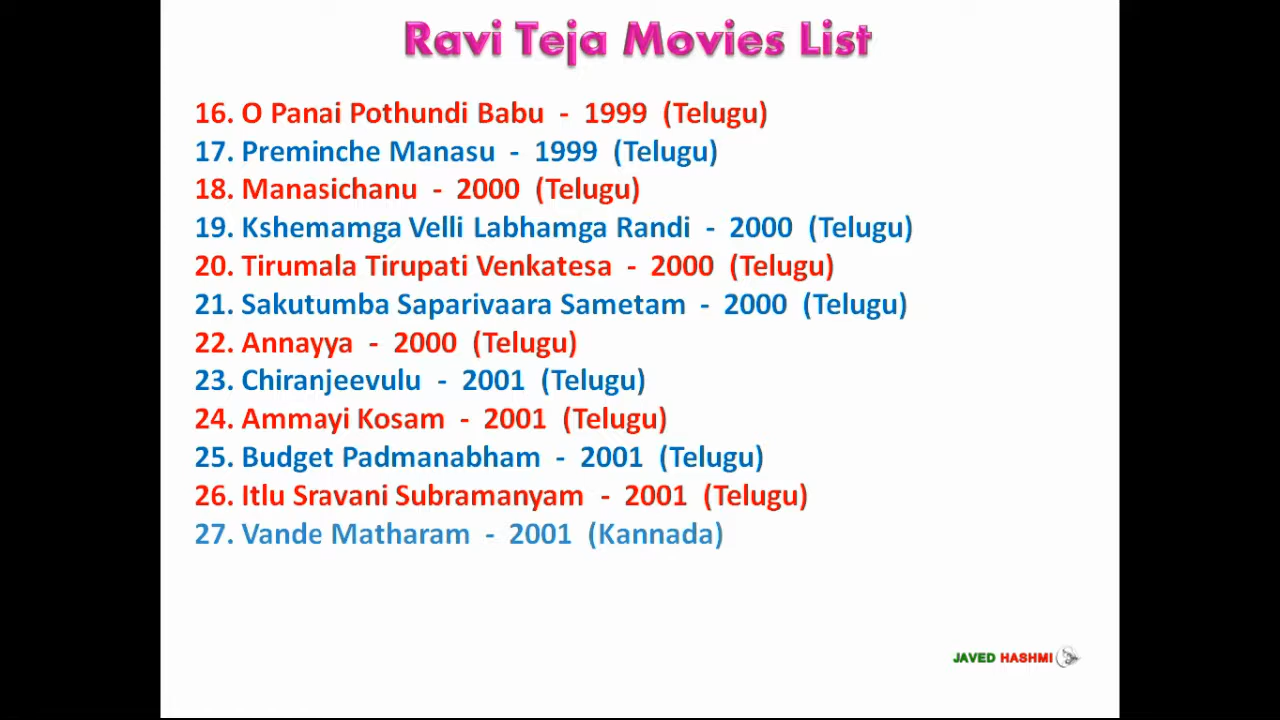 Ravi Teja Movies List
16. O Panai Pothundi Babu - 1999 (Telugu)
17. Preminche Manasu - 1999 (Telugu)
18. Manasichanu - 2000 (Telugu)
19. Kshemamga Velli Labhamga Randi - 2000 (Telugu)
20. Tirumala Tirupati Venkatesa - 2000 (Telugu)
21. Sakutumba Saparivaara Sametam - 2000 (Telugu)
22. Annayya - 2000 (Telugu)
23. Chiranjeevulu - 2001 (Telugu)
24. Ammayi Kosam - 2001 (Telugu)
25. Budget Padmanabham - 2001 (Telugu)
26. Itlu Sravani Subramanyam - 2001 (Telugu)
27. Vande Matharam - 2001 (Kannada)
JAVED HASHMI